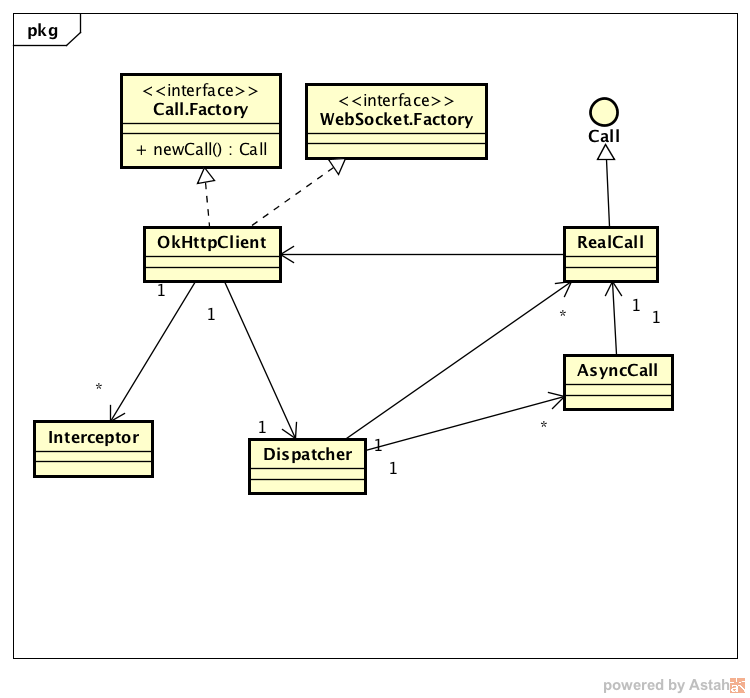 pkg
<<interface>>
Call.Factory
+ newCall() : Call
<<interface>>
WebSocket.Factory
Call
OkHttpClient
RealCall
1
1
*
1
1
*
AsyncCall
*
1
*
Interceptor
Dispatcher
1
1
powered by Astah